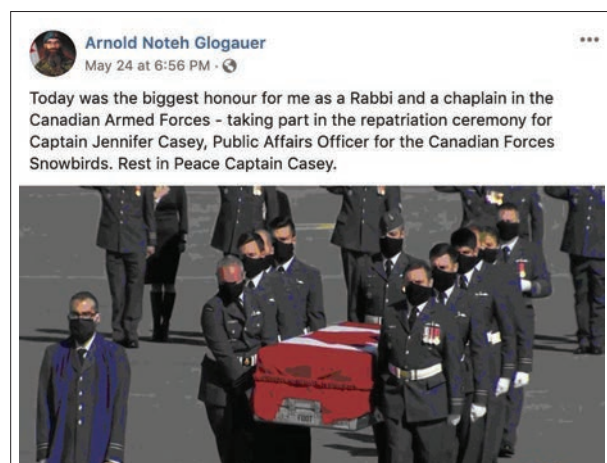 Arnold Noteh Glogauer
May 24 at 6:56 PM ·
Today was the biggest honour for me as a Rabbi and a chaplain in the
Canadian Armed Forces - taking part in the repatriation ceremony for
Captain Jennifer Casey, Public Affairs Officer for the Canadian Forces
Snowbirds. Rest in Peace Captain Casey.
FOOT